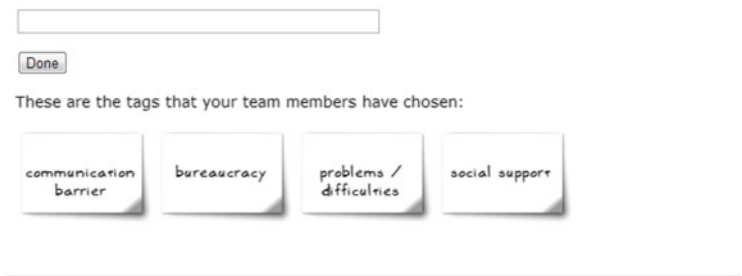 Done
These are the tags that your team members have chosen:
communication
barrier
bureaucracy
problems /
difficulties
social support